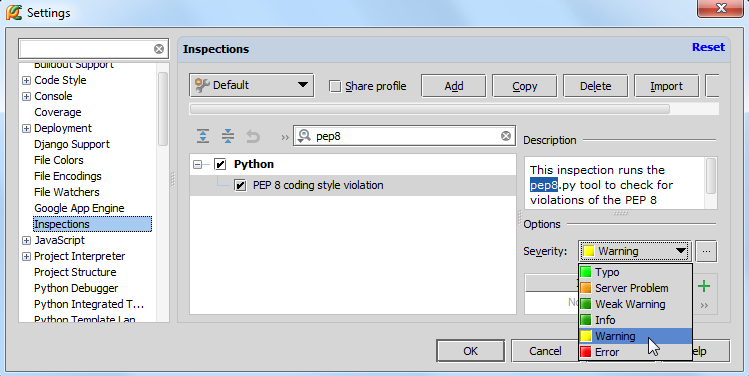 Settings
Inspections
Reset
Buildout Support
Code Style
Console
Coverage
Deployment
Django Support
File Colors
File Encodings
File Watchers
Google App Engine
Inspections
JavaScript
Project Interpreter
Project Structure
Python Debugger
Python Integrated T...
Python Template Lan
Default
Share profile
Add
Copy
Delete
Import
pep8
Python
PEP 8 coding style violation
Description
This inspection runs the
pep8.py tool to check for
violations of the PEP 8
Options
Severity:
Warning
...
Typo
Server Problem
Weak Warning
Info
Warning
Error
No
OK
Cancel
elp